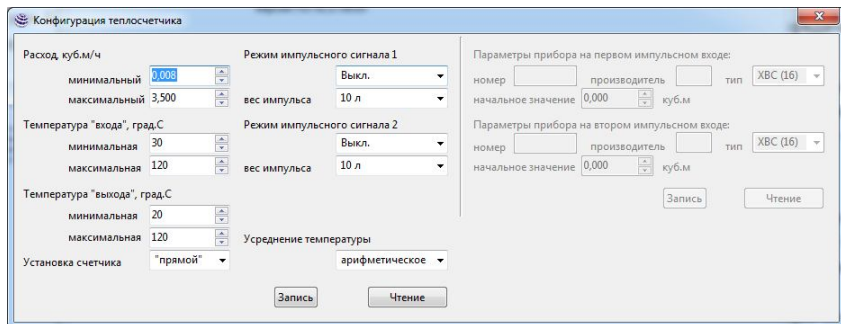 Конфигурация теплосчетчика
Расход, куб.м/ч
минимальный 0,008
максимальный 3,500
Температура "входа", град.С
минимальная 30
максимальная 120
Температура "выхода", град.С
минимальная 20
максимальная 120
Установка счетчика "прямой"
Режим импульсного сигнала 1
Выкл.
вес импульса 10 л
Режим импульсного сигнала 2
Выкл.
вес импульса 10 л
Усреднение температуры
арифметическое
Запись Чтение
Параметры прибора на первом импульсном входе:
номер производитель тип ХВС (16)
начальное значение 0,000 куб.м
Параметры прибора на втором импульсном входе:
номер производитель тип ХВС (16)
начальное значение 0,000 куб.м
Запись Чтение